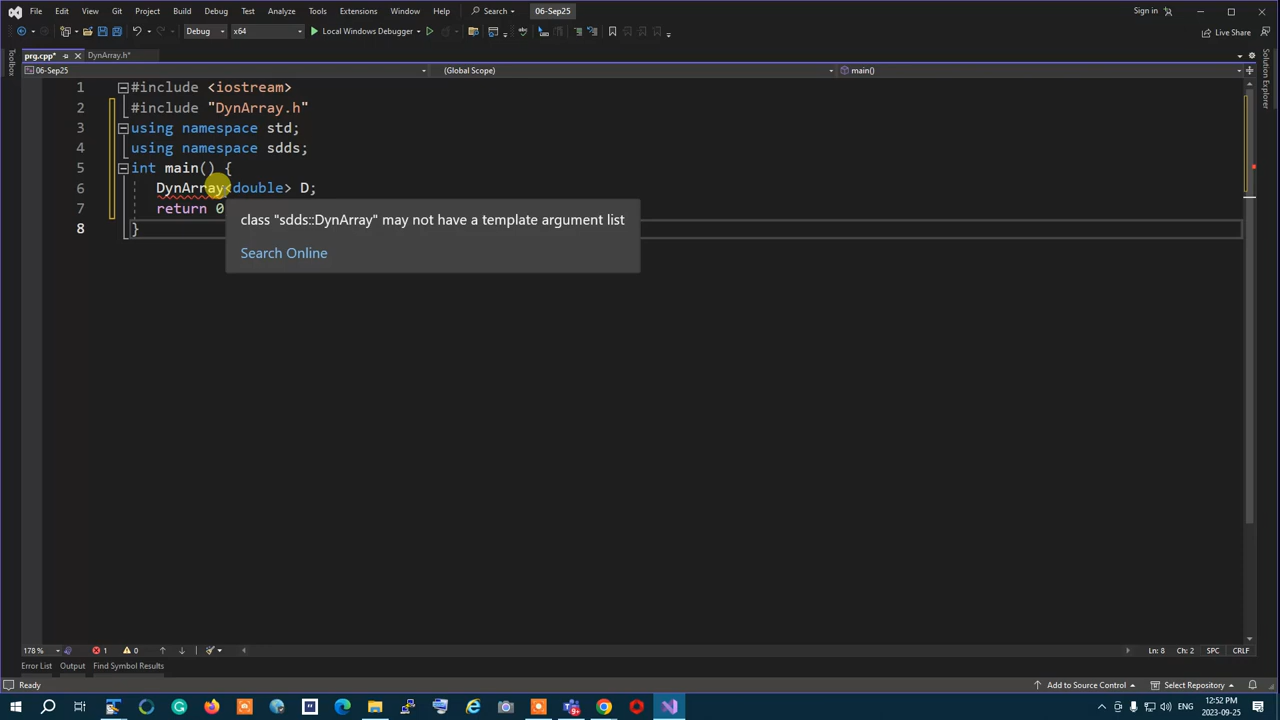 File Edit View Git Project Build Debug Test Analyze Tools Extensions Window Help Search 06-Sep25 Sign in
Debug x64 Local Windows Debugger Live Share
prg.cpp* DynArray.h*
06-Sep25 (Global Scope) main()
Toolbox
Solution Explorer
1 #include <iostream>
2 #include "DynArray.h"
3 using namespace std;
4 using namespace sdds;
5 int main() {
6 DynArray<double> D;
7 return 0
8 }
class "sdds::DynArray" may not have a template argument list
Search Online
178 % 1 0 Ln: 8 Ch: 2 SPC CRLF
Error List Output Find Symbol Results
Ready Add to Source Control Select Repository
ENG 12:52 PM
2023-09-25